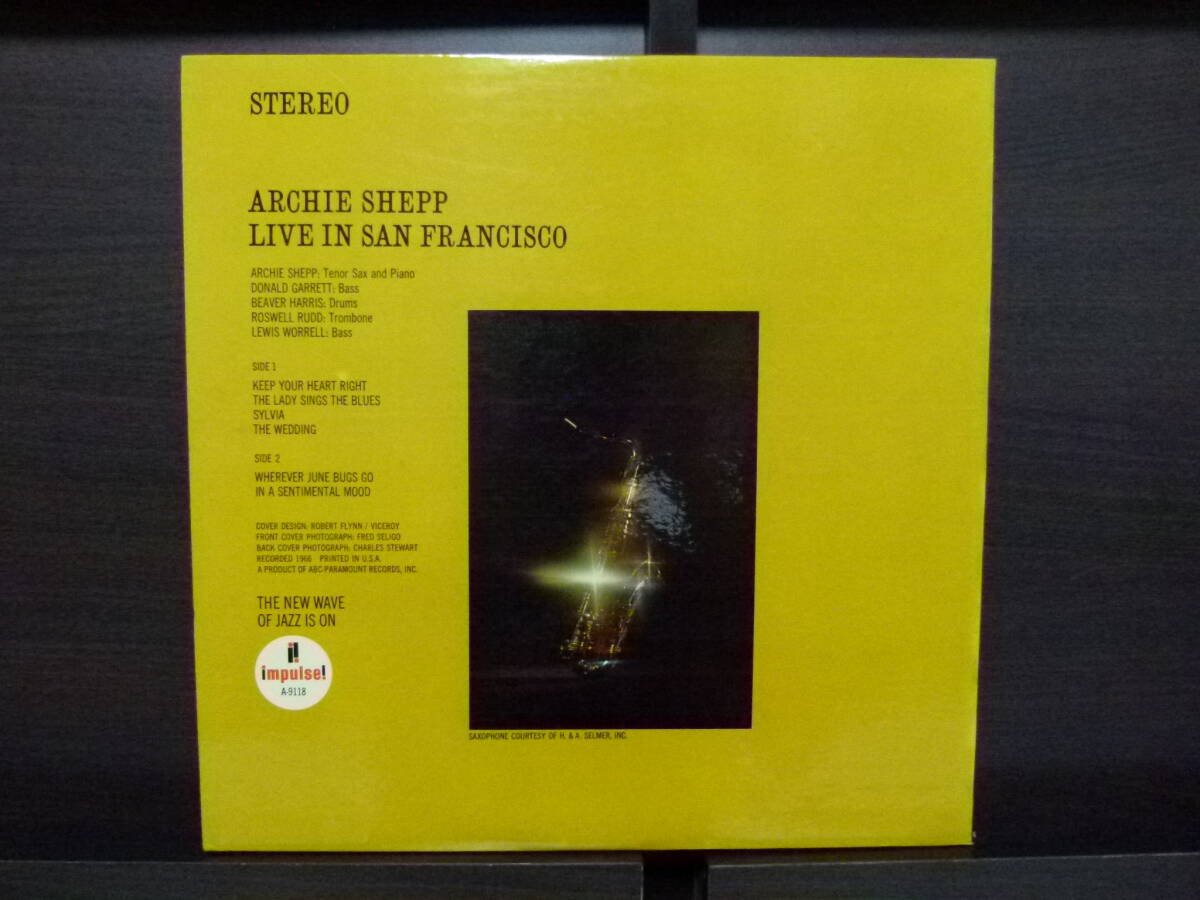 STEREO
ARCHIE SHEPP
LIVE IN SAN FRANCISCO
ARCHIE SHEPP: Tenor Sax and Piano
DONALD GARRETT: Bass
BEAVER HARRIS: Drums
ROSWELL RUDD: Trombone
LEWIS WORRELL: Bass
SIDE 1
KEEP YOUR HEART RIGHT
THE LADY SINGS THE BLUES
SYLVIA
THE WEDDING
SIDE 2
WHEREVER JUNE BUGS GO
IN A SENTIMENTAL MOOD
COVER DESIGN: ROBERT FLYNN / VICEROY
FRONT COVER PHOTOGRAPH: FRED SELIGO
BACK COVER PHOTOGRAPH: CHARLES STEWART
RECORDED 1966 PRINTED IN U.S.A.
A PRODUCT OF ABC-PARAMOUNT RECORDS, INC.
THE NEW WAVE
OF JAZZ IS ON
i!
impulse!
A-9118
SAXOPHONE COURTESY OF H. & A. SELMER, INC.